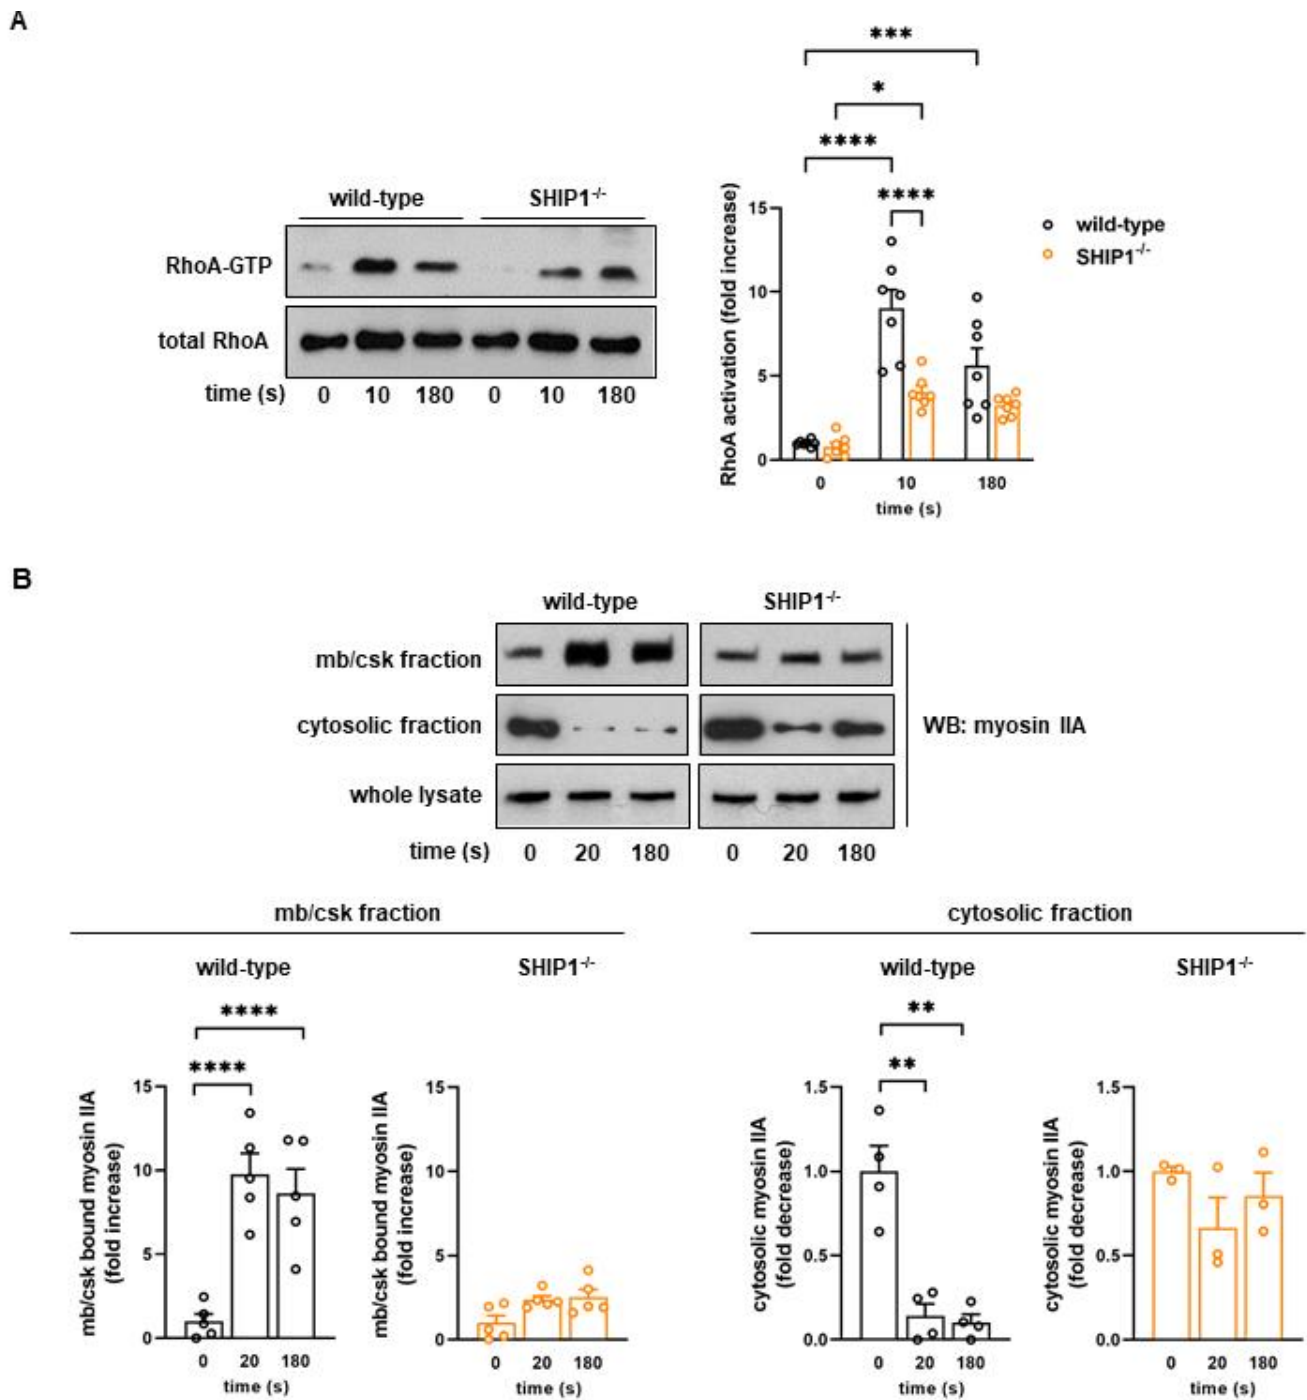 A
***
*
****
****
wild-type SHIP1-/-
RhoA-GTP
total RhoA
time (s) 0 10 180 0 10 180
RhoA activation (fold increase)
15
10
5
0
0 10 180
time (s)
wild-type
SHIP1-/-
B
wild-type SHIP1-/-
mb/csk fraction
cytosolic fraction
whole lysate
WB: myosin IIA
time (s) 0 20 180 0 20 180
mb/csk fraction
wild-type SHIP1-/-
****
****
mb/csk bound myosin IIA
(fold increase)
15
10
5
0
0 20 180
time (s)
mb/csk bound myosin IIA
(fold increase)
15
10
5
0
0 20 180
time (s)
cytosolic fraction
wild-type SHIP1-/-
**
**
cytosolic myosin IIA
(fold decrease)
1.5
1.0
0.5
0.0
0 20 180
time (s)
cytosolic myosin IIA
(fold decrease)
1.5
1.0
0.5
0.0
0 20 180
time (s)